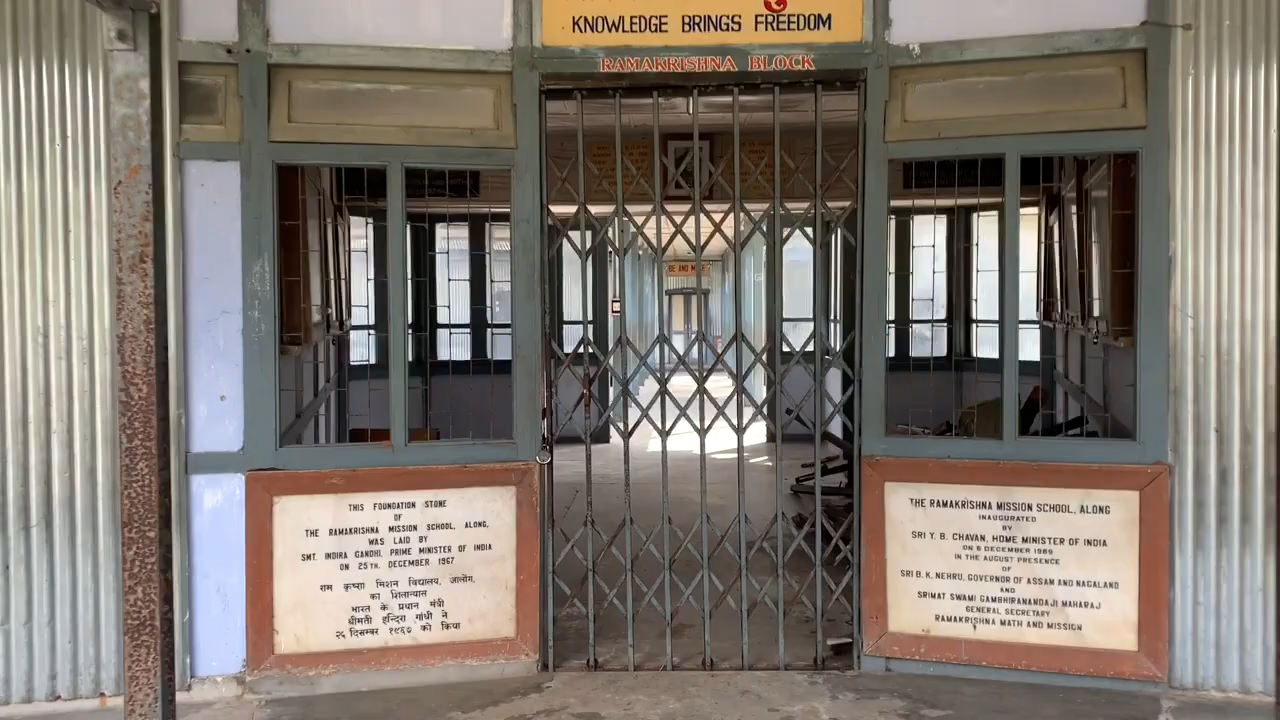 KNOWLEDGE BRINGS FREEDOM
RAMAKRISHNA BLOCK
BE AND
THIS FOUNDATION STONE
OF
THE RAMAKRISHNA MISSION SCHOOL, ALONG,
WAS LAID BY
SMT. INDIRA GANDHI, PRIME MINISTER OF INDIA
ON 25TH. DECEMBER 1967
राम कृष्ण मिशन विद्यालय, आलोंग,
का शिलान्यास
भारत के प्रधान मंत्री
श्रीमती इन्दिरा गाँधी ने
२५ दिसम्बर १९६७ को किया
THE RAMAKRISHNA MISSION SCHOOL, ALONG
INAUGURATED
BY
SRI Y. B. CHAVAN, HOME MINISTER OF INDIA
ON 6 DECEMBER 1969
IN THE AUGUST PRESENCE
OF
SRI B. K. NEHRU, GOVERNOR OF ASSAM AND NAGALAND
AND
SRIMAT SWAMI GAMBHIRANANDAJI MAHARAJ
GENERAL SECRETARY
RAMAKRISHNA MATH AND MISSION